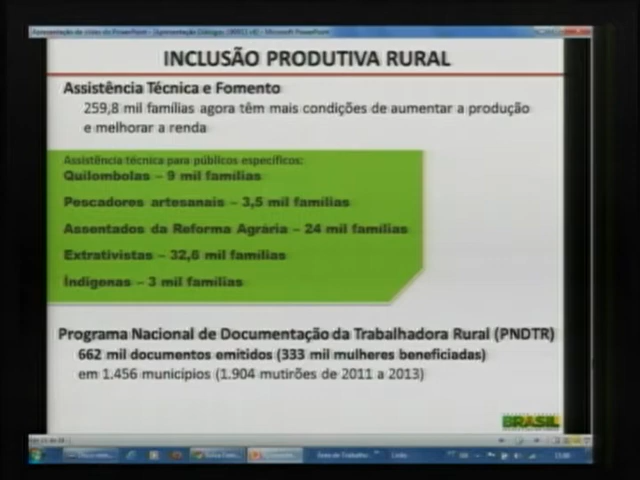 INCLUSÃO PRODUTIVA RURAL
Assistência Técnica e Fomento
259,8 mil famílias agora têm mais condições de aumentar a produção
e melhorar a renda
Assistência técnica para públicos específicos:
Quilombolas – 9 mil famílias
Pescadores artesanais – 3,5 mil famílias
Assentados da Reforma Agrária – 24 mil famílias
Extrativistas – 32,8 mil famílias
Índigenas – 3 mil famílias
Programa Nacional de Documentação da Trabalhadora Rural (PNDTR)
662 mil documentos emitidos (333 mil mulheres beneficiadas)
em 1.456 municípios (1.904 mutirões de 2011 a 2013)
BRASIL